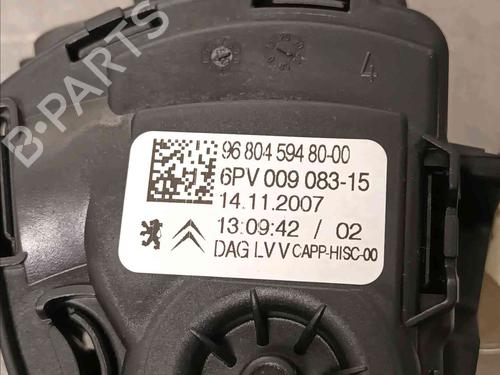 B-PARTS
4
96 804 594 80-00
6PV 009 083-15
14.11.2007
13:09:42 / 02
DAG LV V CAPP-HISC-00